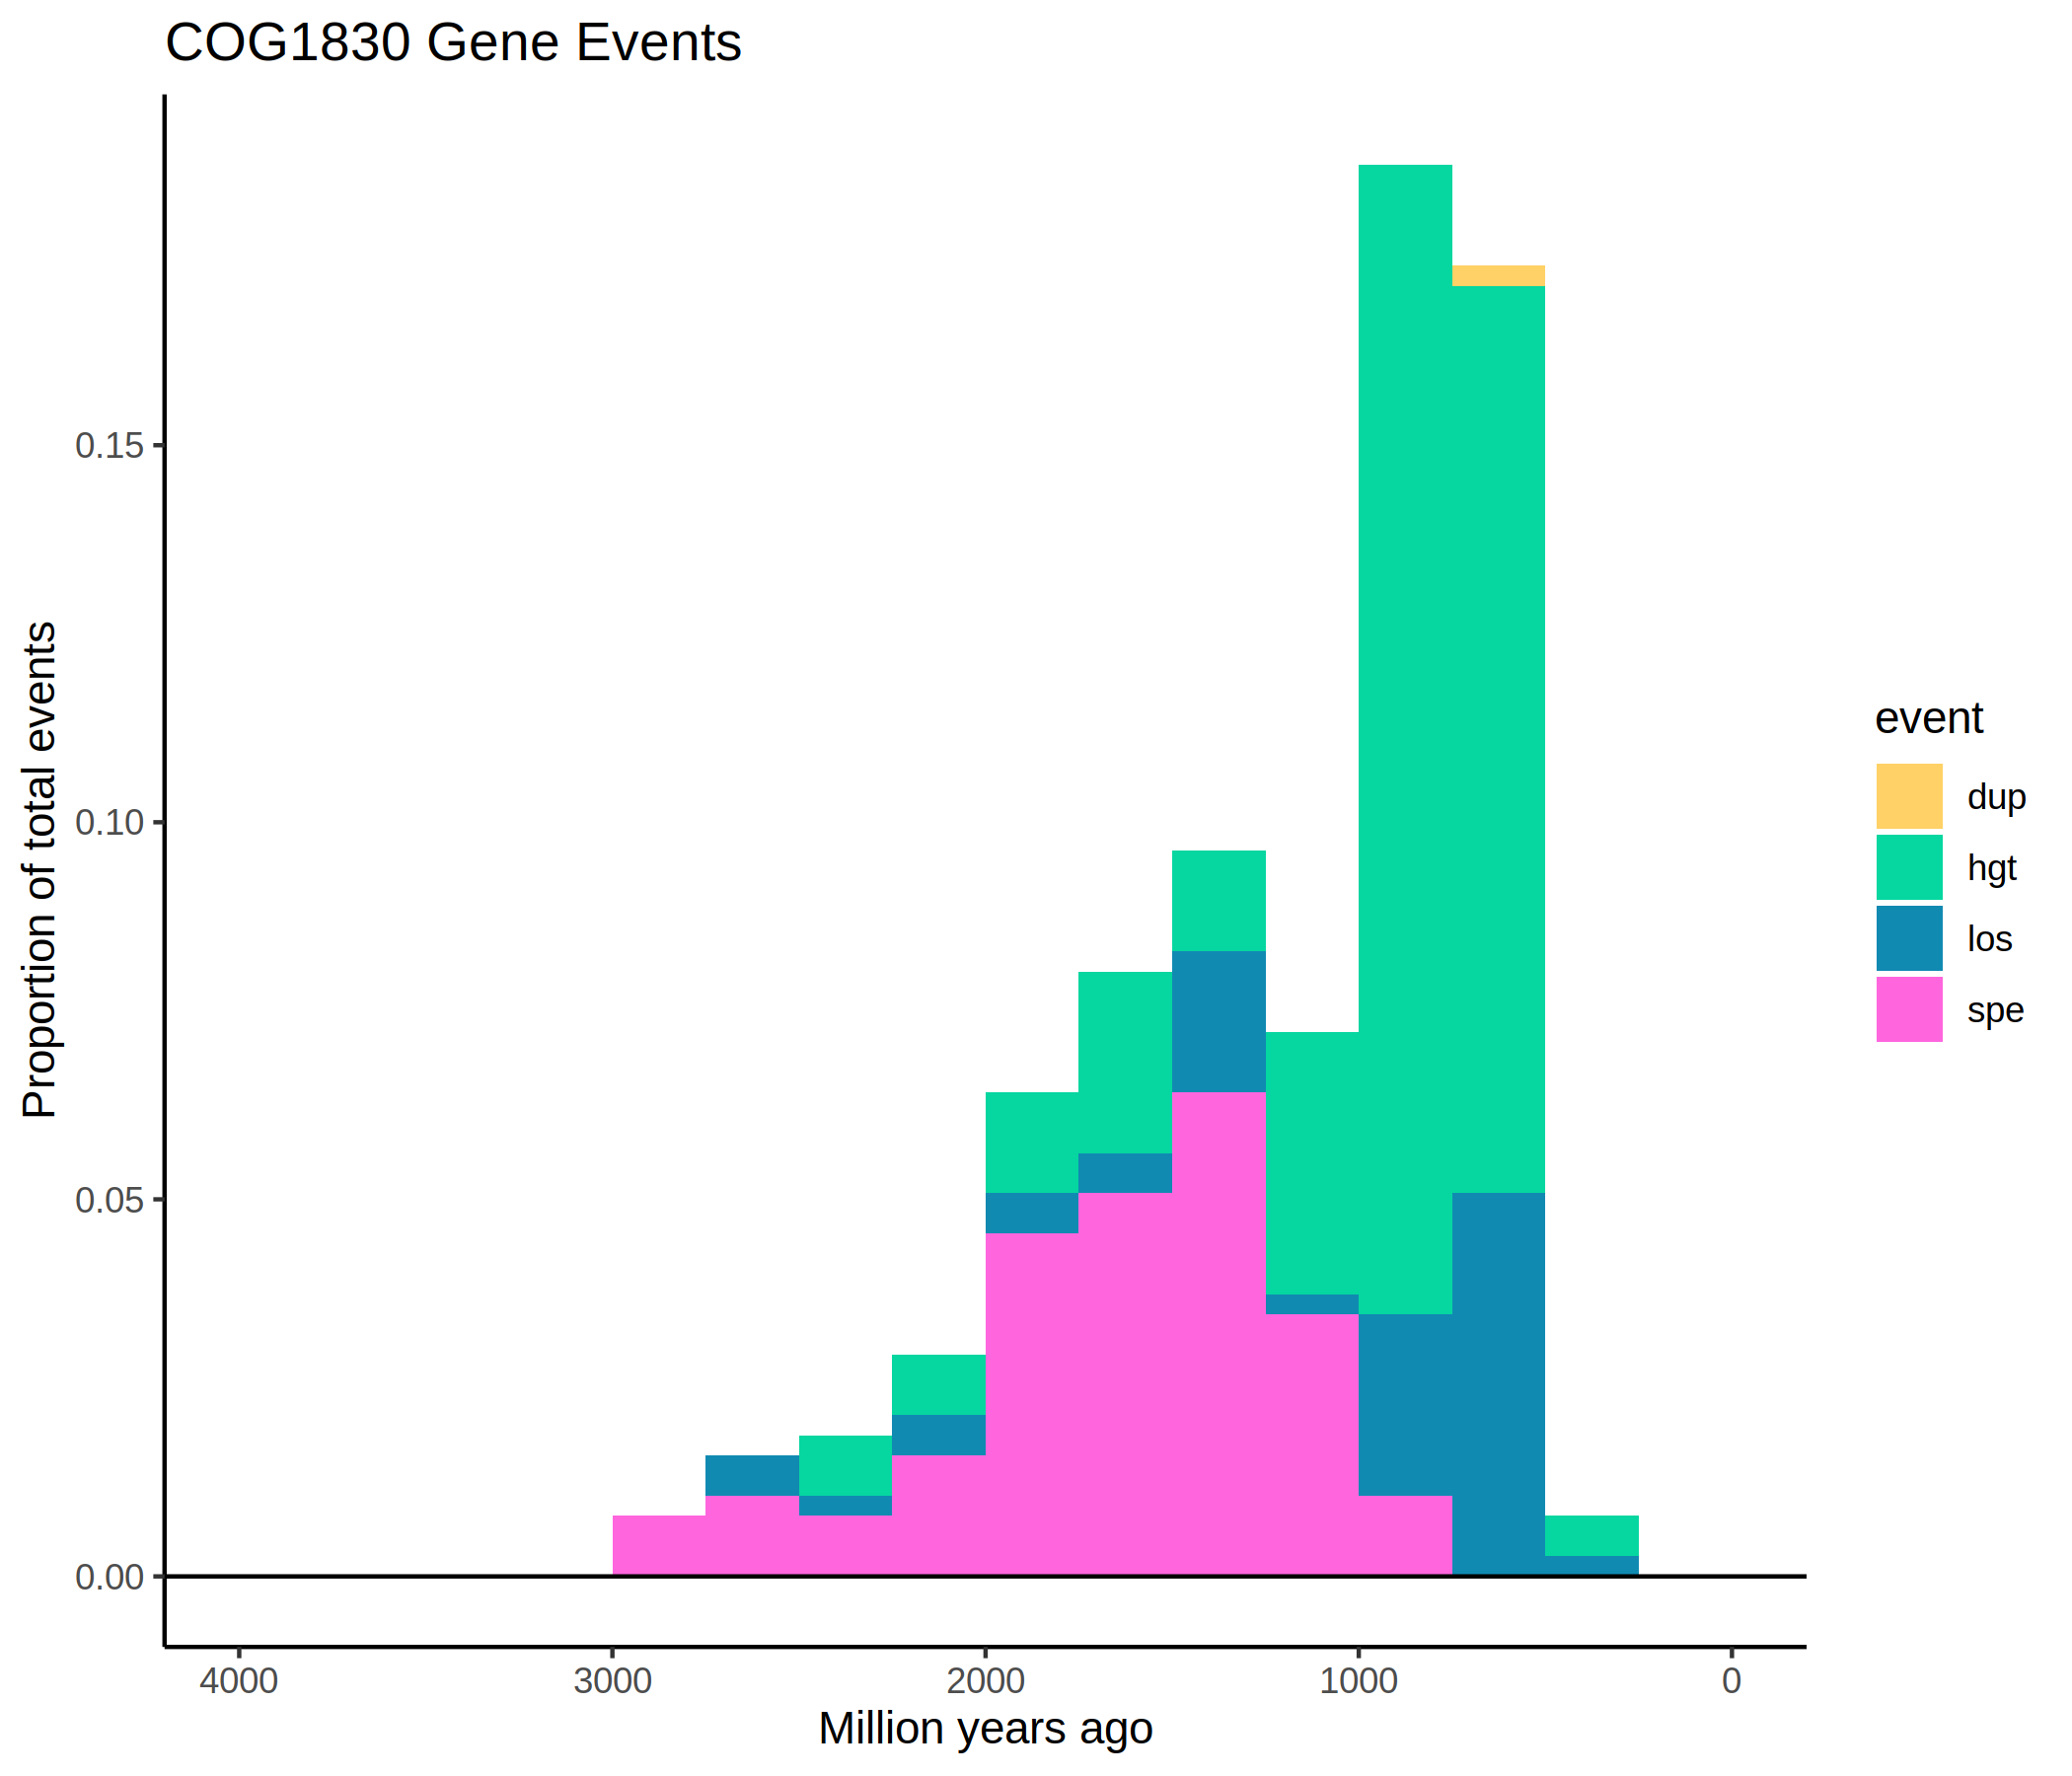 COG1830 Gene Events
Proportion of total events
0.15
0.10
0.05
0.00
4000 3000 2000 1000 0
Million years ago
event
dup
hgt
los
spe